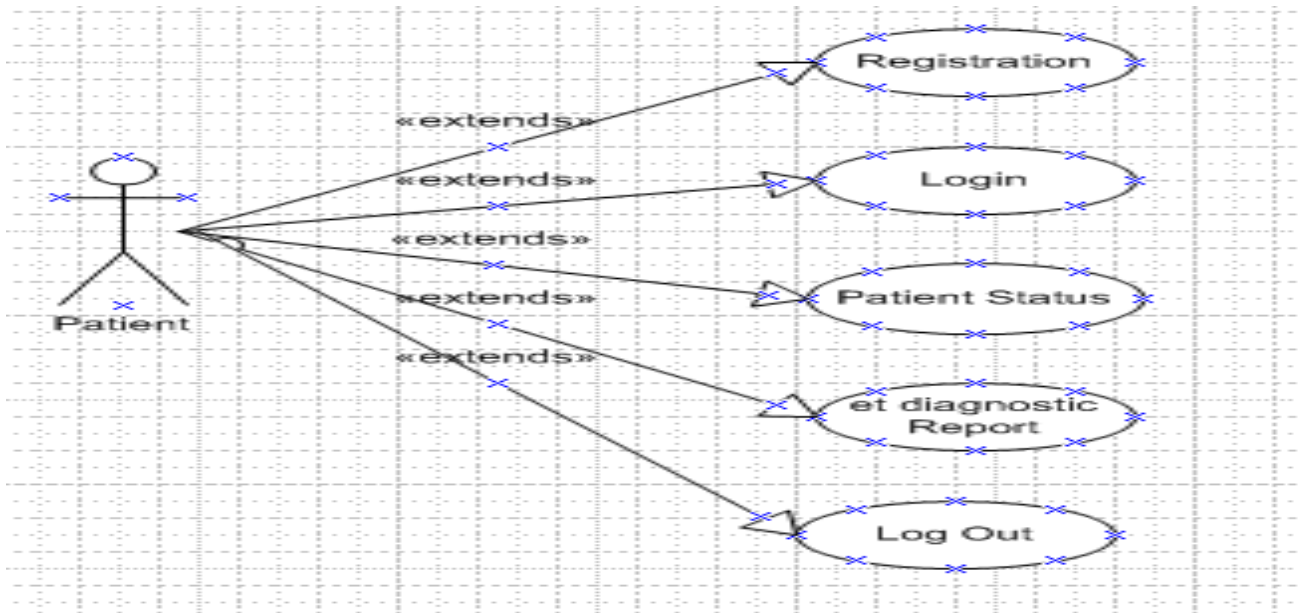 Registration
«extends»
Login
«extends»
«extends»
Patient Status
«extends»
Patient
«extends»
et diagnostic
Report
Log Out